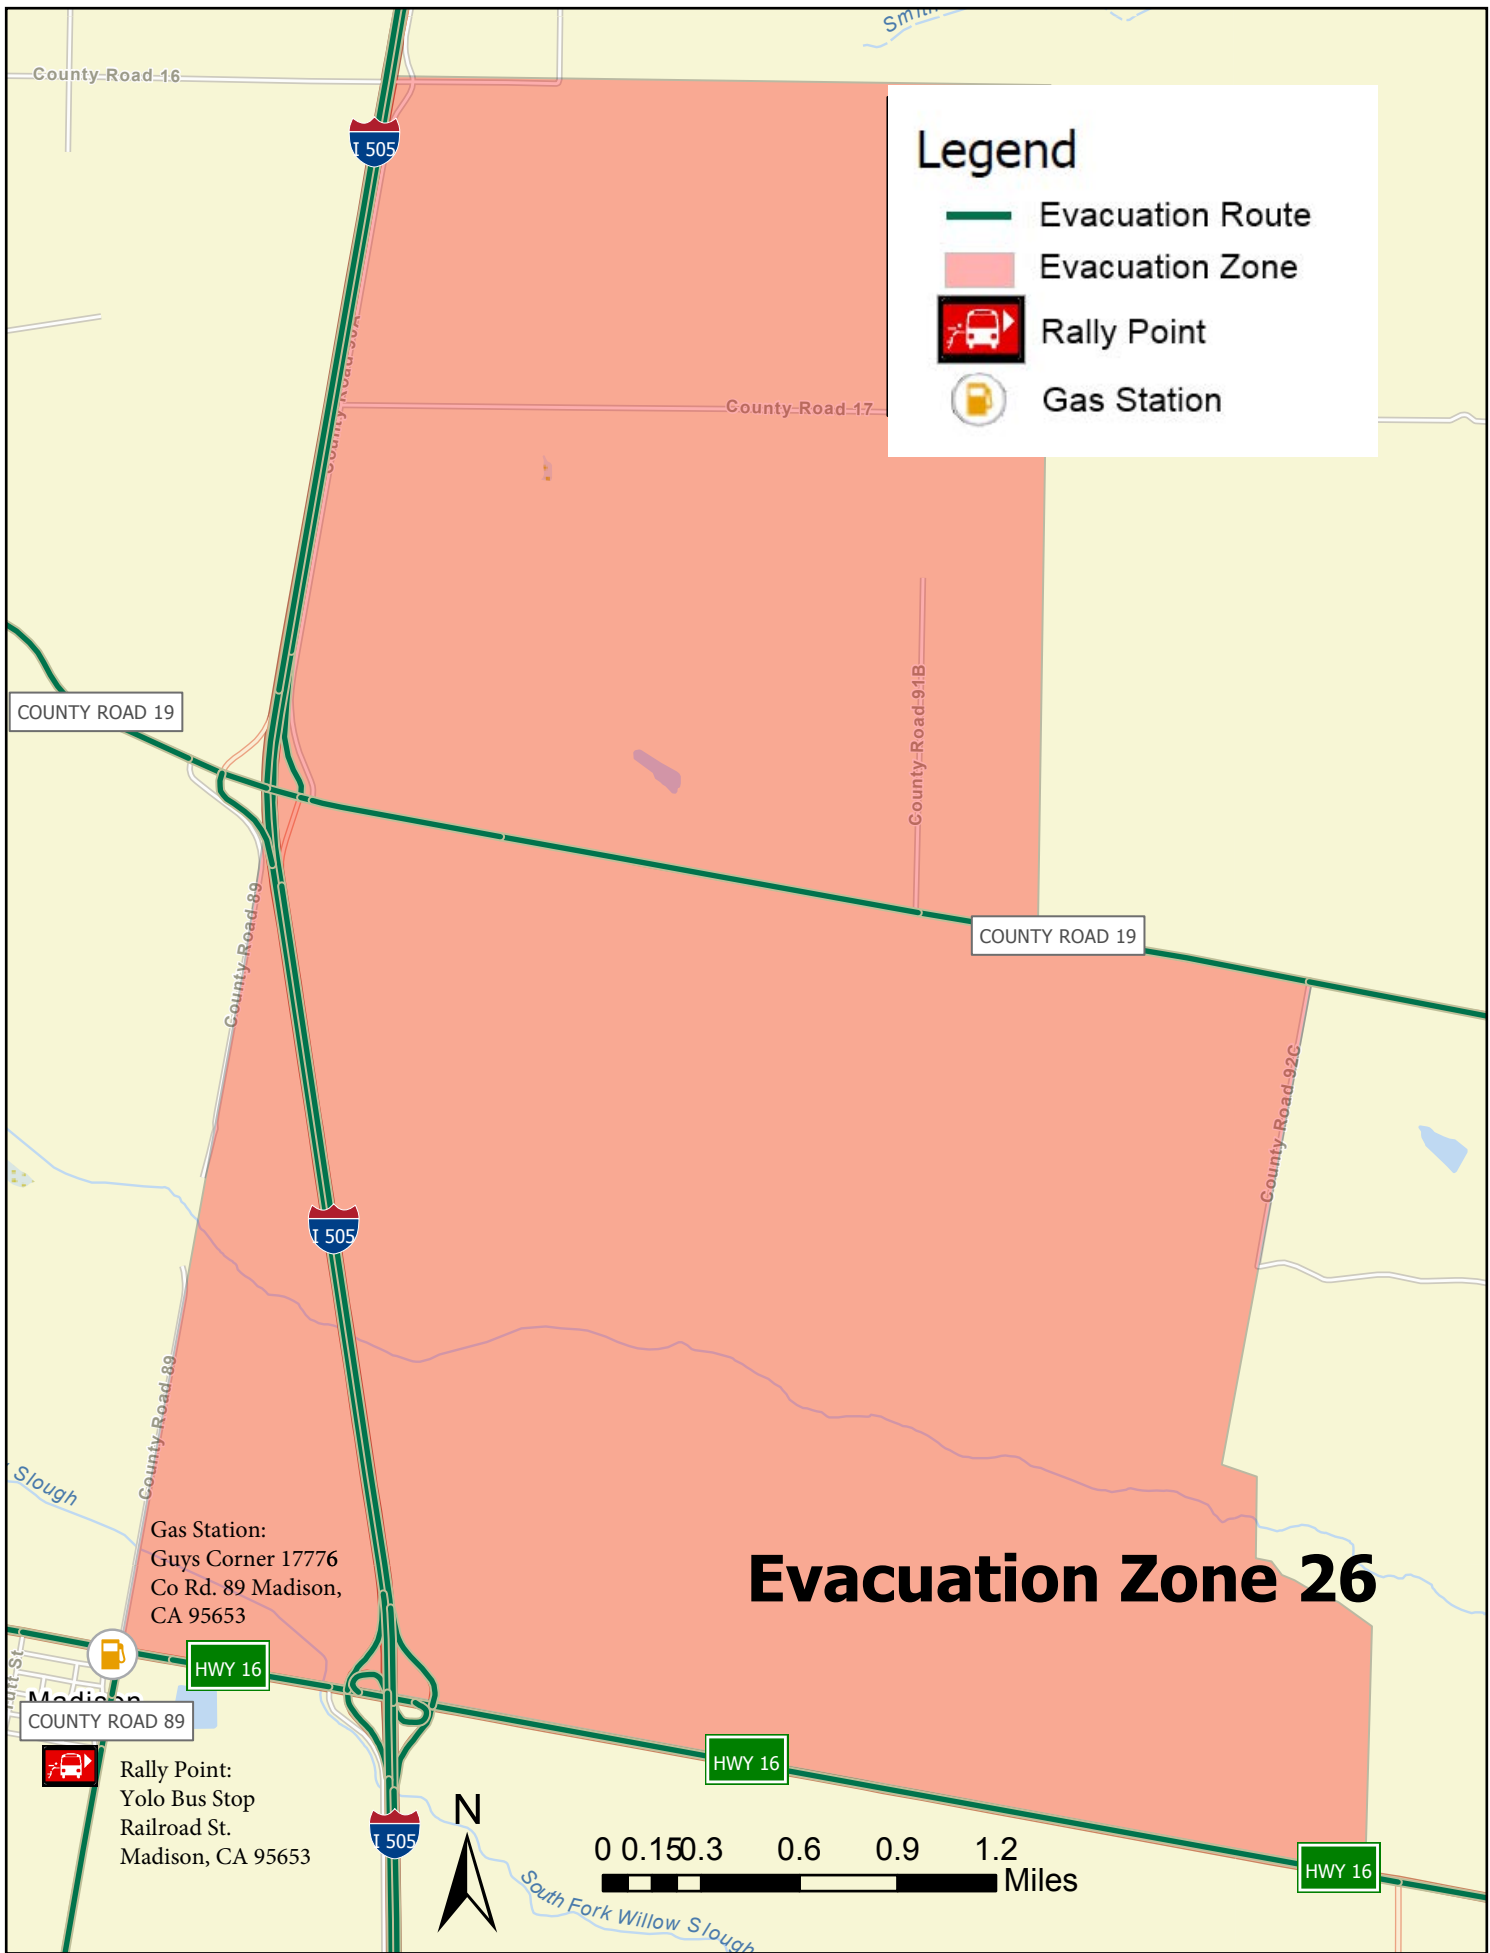 County Road 16
I 505
Legend
Evacuation Route
Evacuation Zone
Rally Point
Gas Station
County Road 17
County Road 91B
COUNTY ROAD 19
COUNTY ROAD 19
County Road 89
County Road 92C
I 505
County Road 89
Slough
Gas Station:
Guys Corner 17776
Co Rd. 89 Madison,
CA 95653
Evacuation Zone 26
HWY 16
Madison
COUNTY ROAD 89
Rally Point:
Yolo Bus Stop
Railroad St.
Madison, CA 95653
HWY 16
I 505
N
0 0.15 0.3 0.6 0.9 1.2
Miles
HWY 16
South Fork Willow Slough